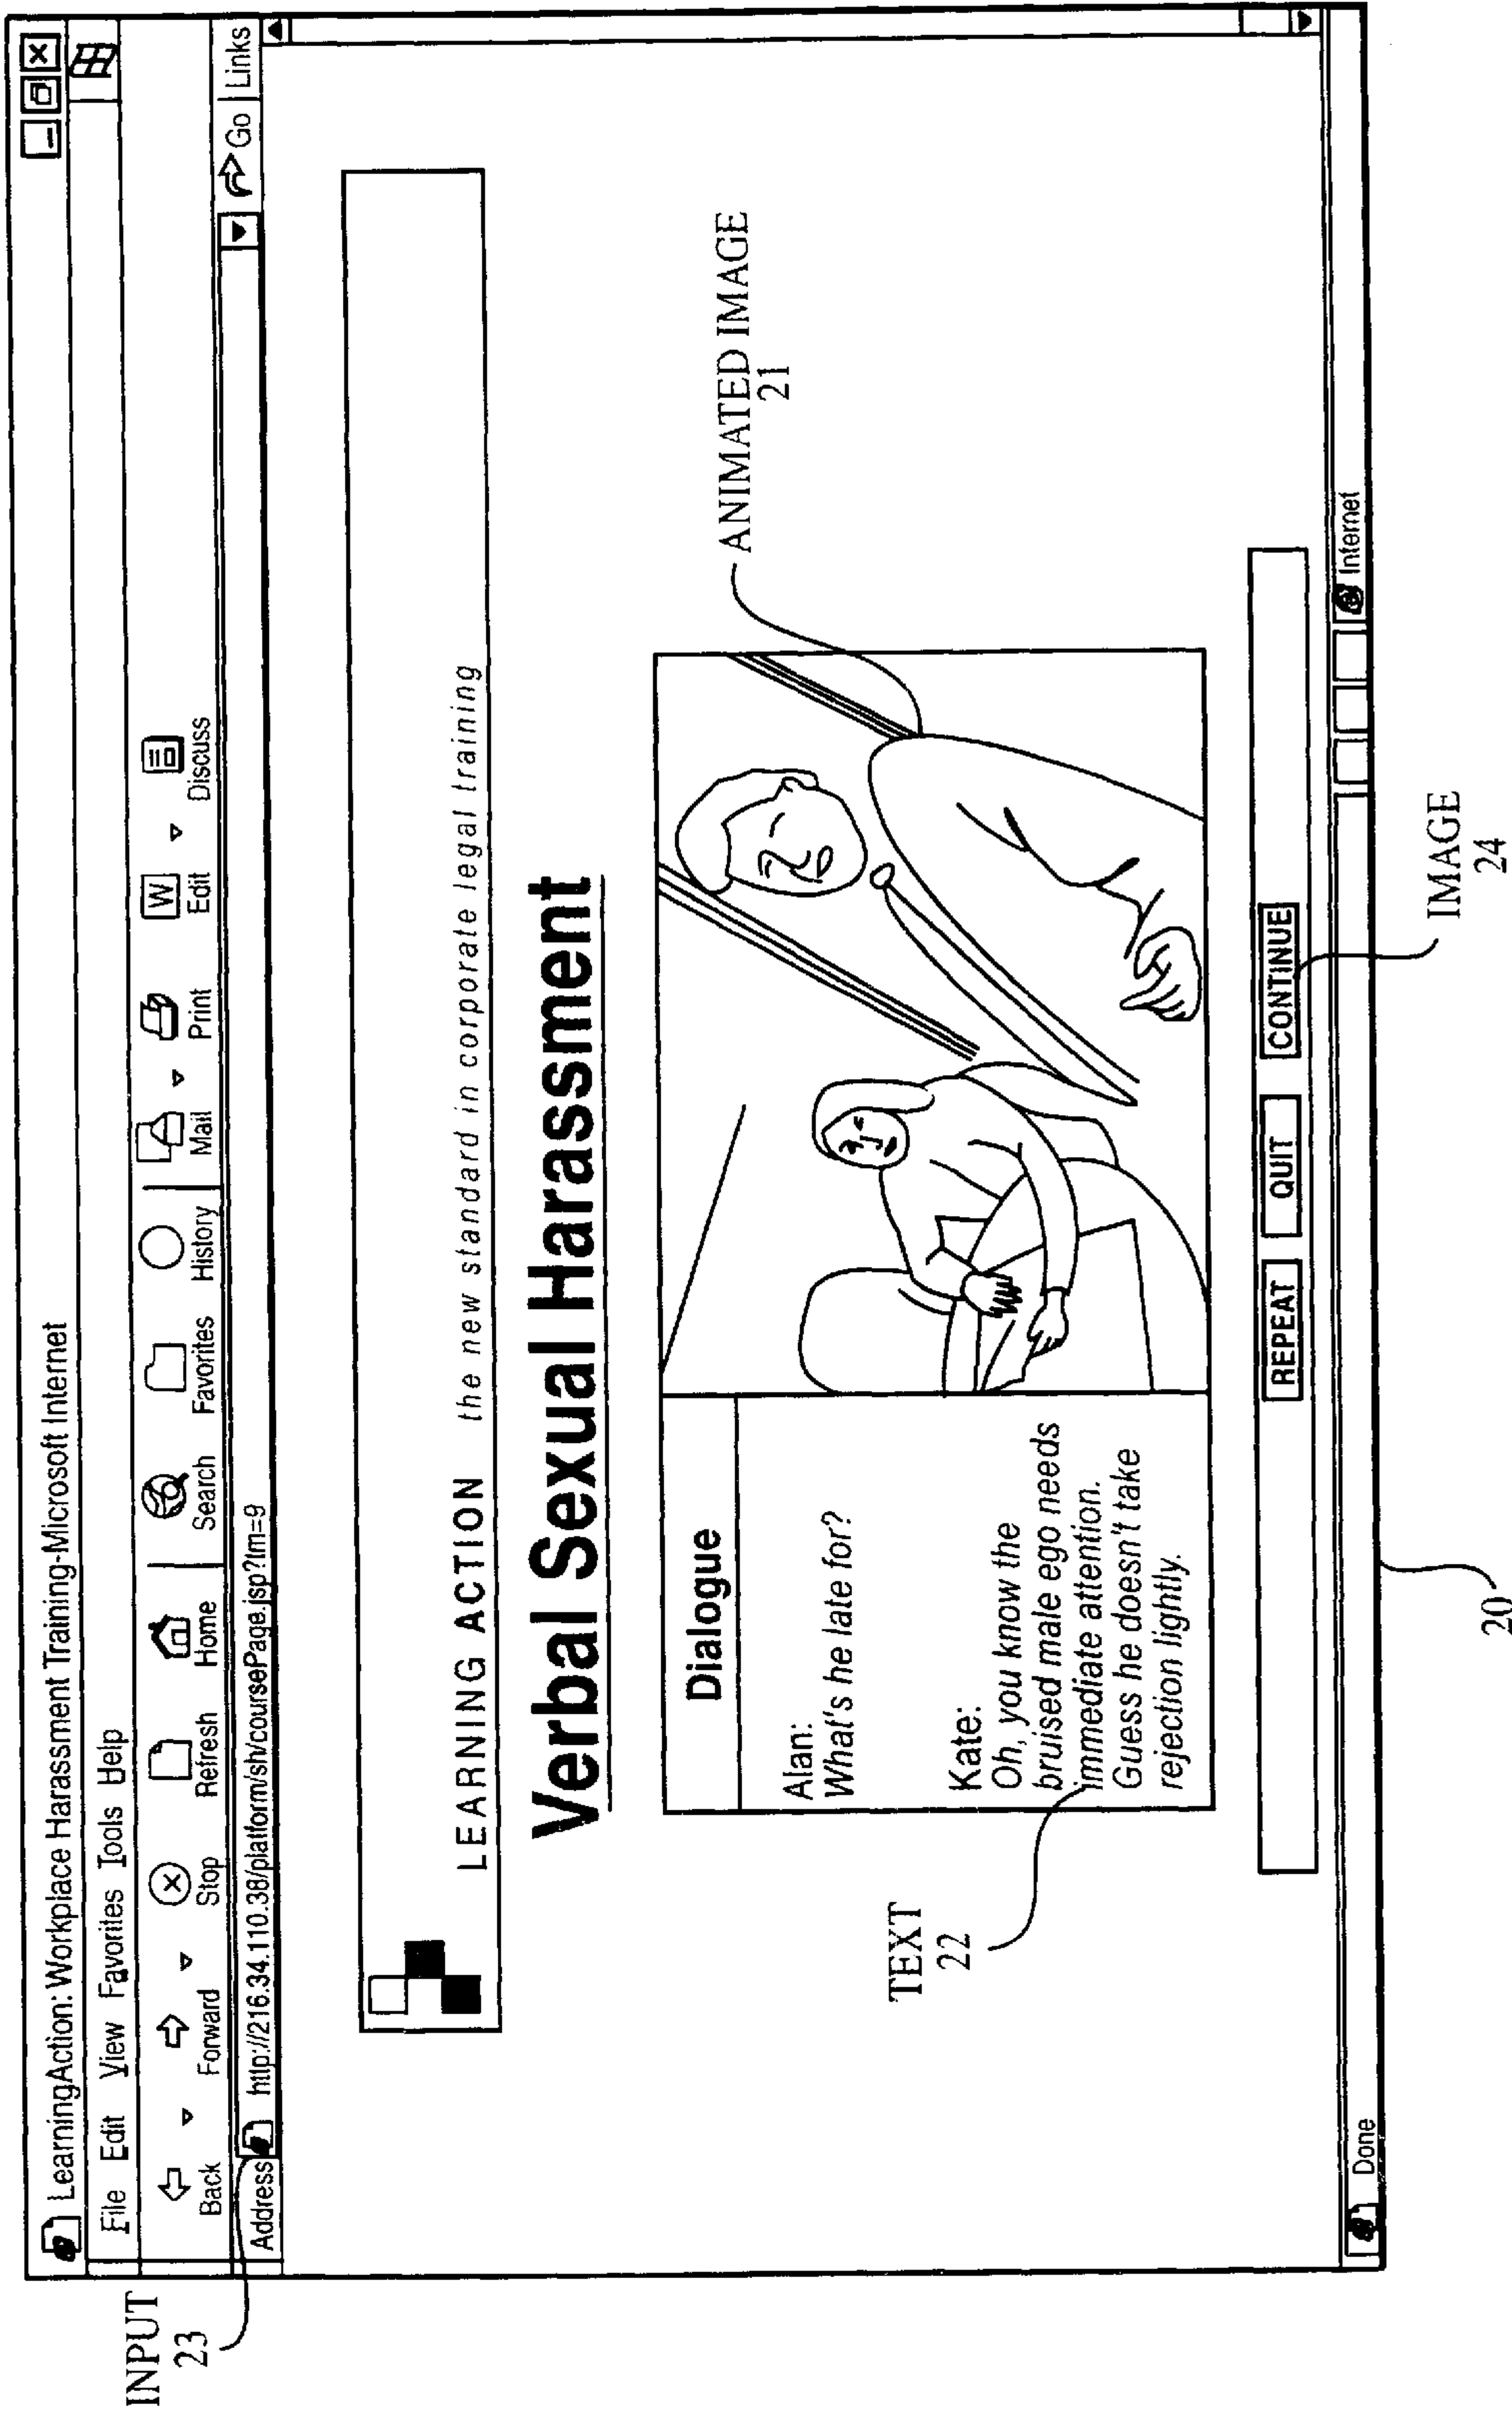 LearningAction: Workplace Harassment Training-Microsoft Internet
File Edit View Favorites Tools Help
Back Forward Stop Refresh Home Search Favorites History Mail Print Edit Discuss
W
INPUT
23
Address http://216.34.110.38/platform/sh/coursePage.jsp?tm=9 Go Links
LEARNING ACTION the new standard in corporate legal training
Verbal Sexual Harassment
ANIMATED IMAGE
21
Dialogue
Alan:
What's he late for?
Kate:
Oh, you know the
bruised male ego needs
immediate attention.
Guess he doesn't take
rejection lightly.
TEXT
22
REPEAT QUIT CONTINUE
Done Internet
IMAGE
24
20